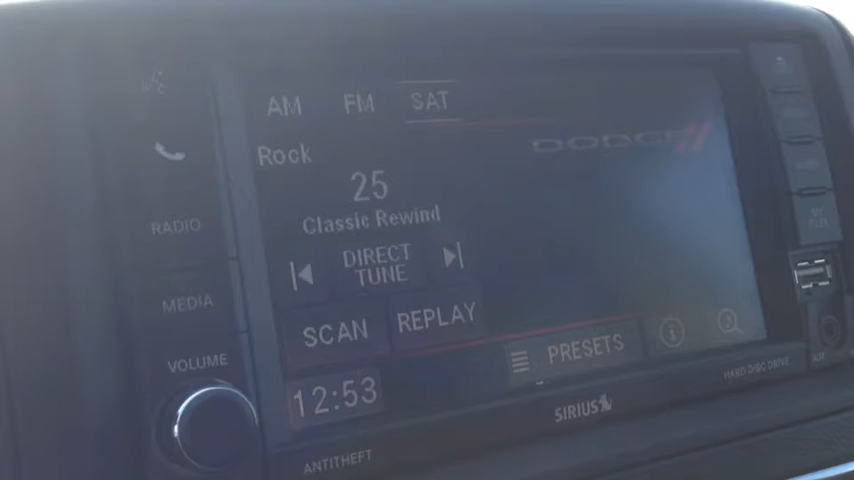 AM FM SAT
DODGE
Rock
25
Classic Rewind
DIRECT
TUNE
SCAN REPLAY
PRESETS
12:53
RADIO
MEDIA
VOLUME
ANTITHEFT
SIRIUS
HARD DISC DRIVE
AUX